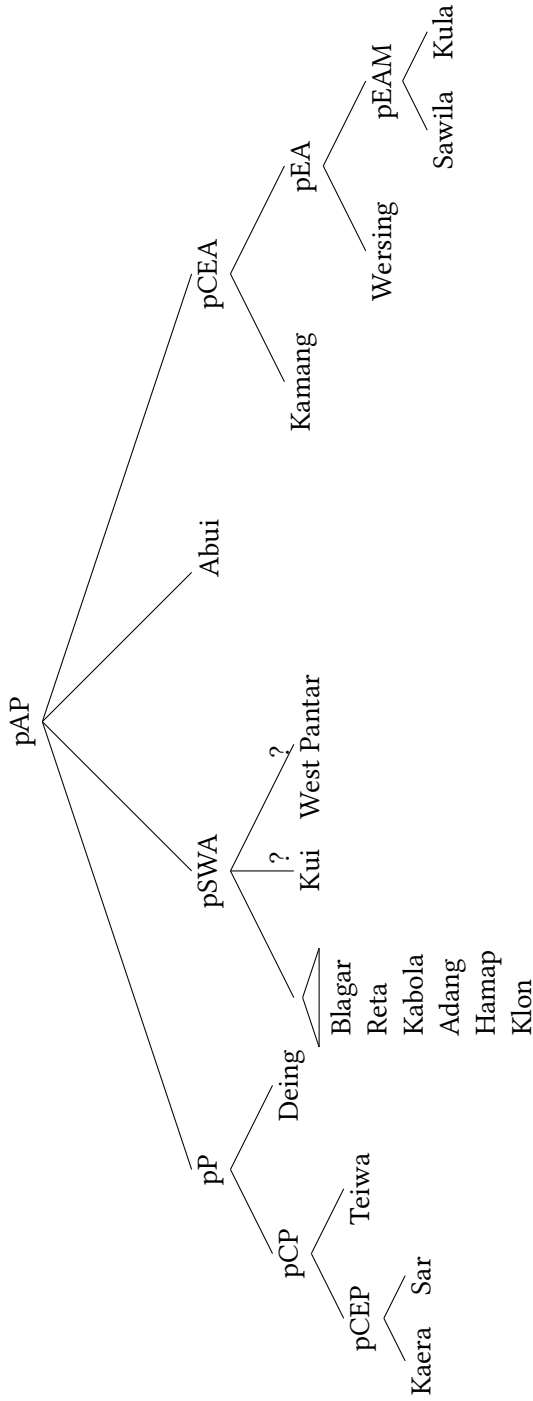 pAP
pP
pSWA
Abui
pCEA
pCP
Deing
?
?
Kui
West Pantar
Kamang
pEA
Blagar
Reta
Kabola
Adang
Hamap
Klon
pCEP
Teiwa
Wersing
pEAM
Kaera
Sar
Sawila
Kula